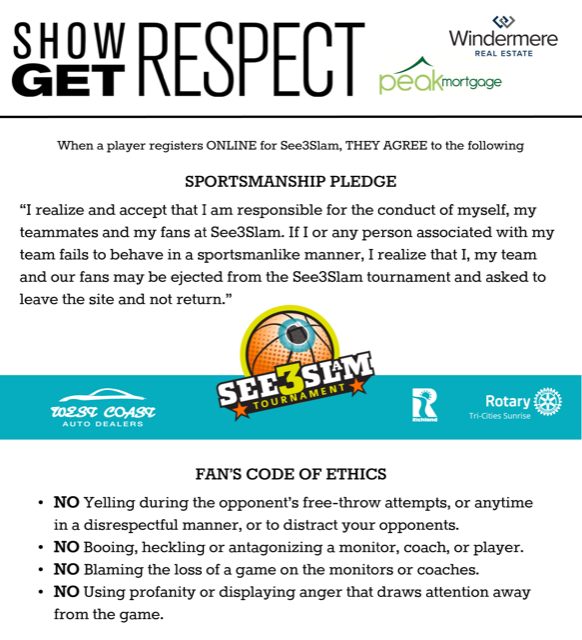 SHOW
GET RESPECT
Windermere
REAL ESTATE
peakmortgage
When a player registers ONLINE for See3Slam, THEY AGREE to the following
SPORTSMANSHIP PLEDGE
“I realize and accept that I am responsible for the conduct of myself, my
teammates and my fans at See3Slam. If I or any person associated with my
team fails to behave in a sportsmanlike manner, I realize that I, my team
and our fans may be ejected from the See3Slam tournament and asked to
leave the site and not return.”
SEE3SLAM
TOURNAMENT
WEST COAST
AUTO DEALERS
R
Richland
Rotary
Tri-Cities Sunrise
FAN’S CODE OF ETHICS
• NO Yelling during the opponent’s free-throw attempts, or anytime
in a disrespectful manner, or to distract your opponents.
• NO Booing, heckling or antagonizing a monitor, coach, or player.
• NO Blaming the loss of a game on the monitors or coaches.
• NO Using profanity or displaying anger that draws attention away
from the game.